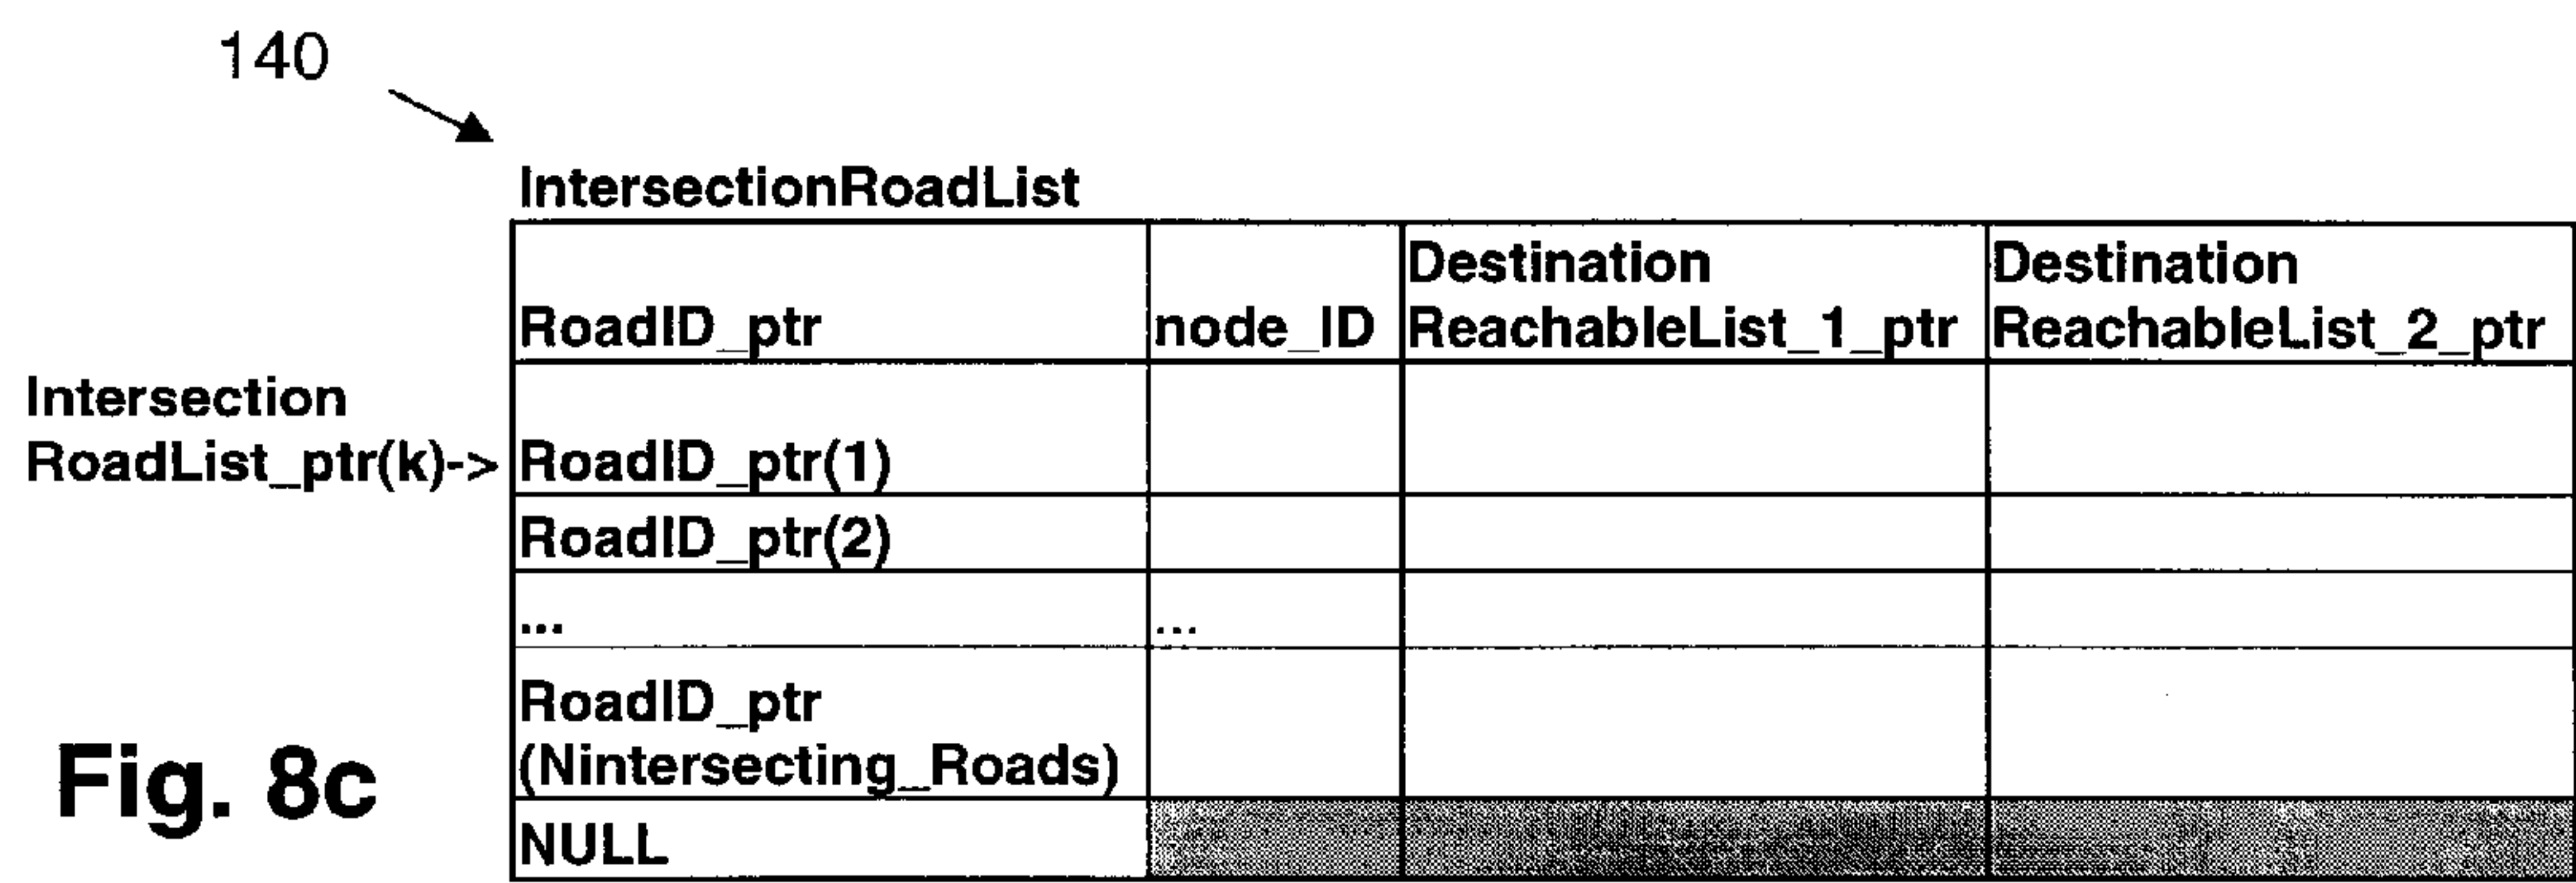 140
IntersectionRoadList
RoadID_ptr
node_ID
Destination
ReachableList_1_ptr
Destination
ReachableList_2_ptr
Intersection
RoadList_ptr(k)->
RoadID_ptr(1)
RoadID_ptr(2)
...
...
RoadID_ptr
(Nintersecting_Roads)
NULL
Fig. 8c